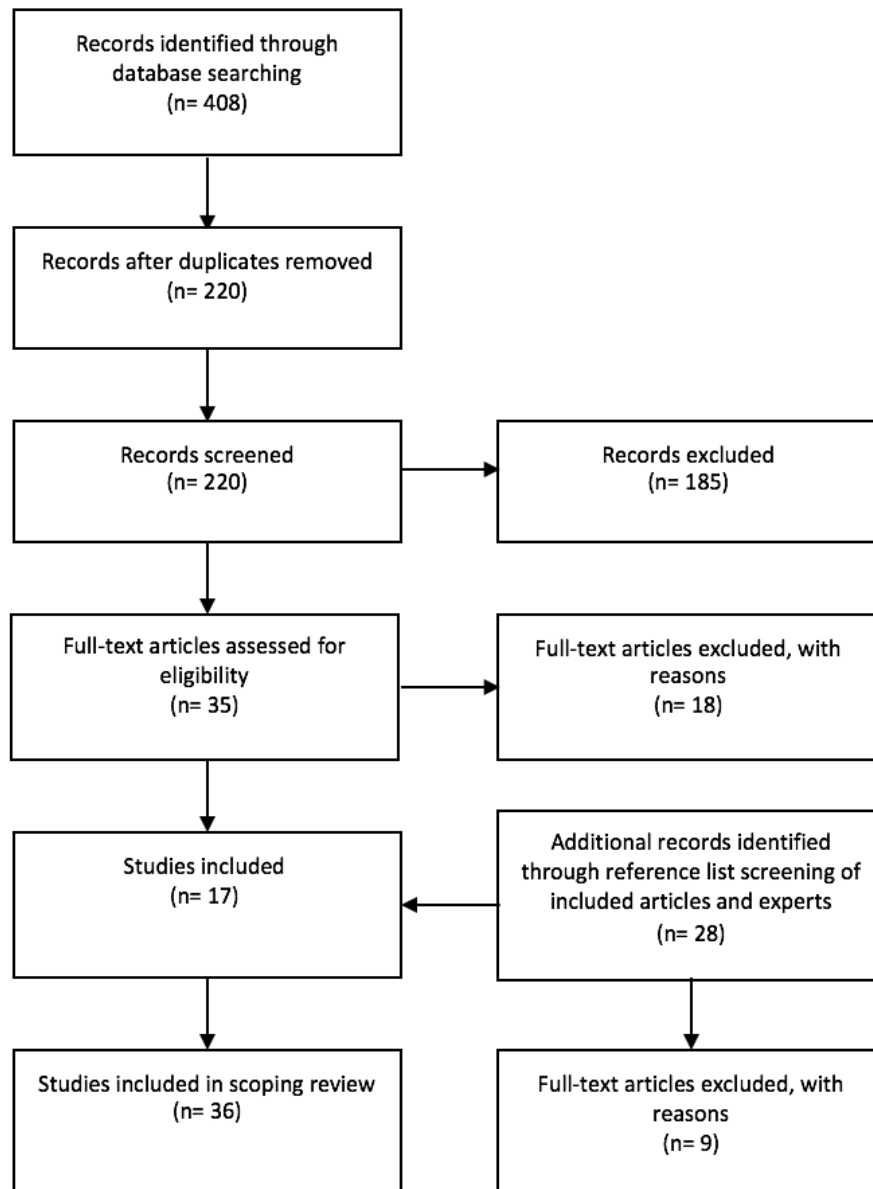 Records identified through
database searching
(n= 408)
Records after duplicates removed
(n= 220)
Records screened
(n= 220)
Records excluded
(n= 185)
Full-text articles assessed for
eligibility
(n= 35)
Full-text articles excluded, with
reasons
(n= 18)
Studies included
(n= 17)
Additional records identified
through reference list screening of
included articles and experts
(n= 28)
Studies included in scoping review
(n= 36)
Full-text articles excluded, with
reasons
(n= 9)